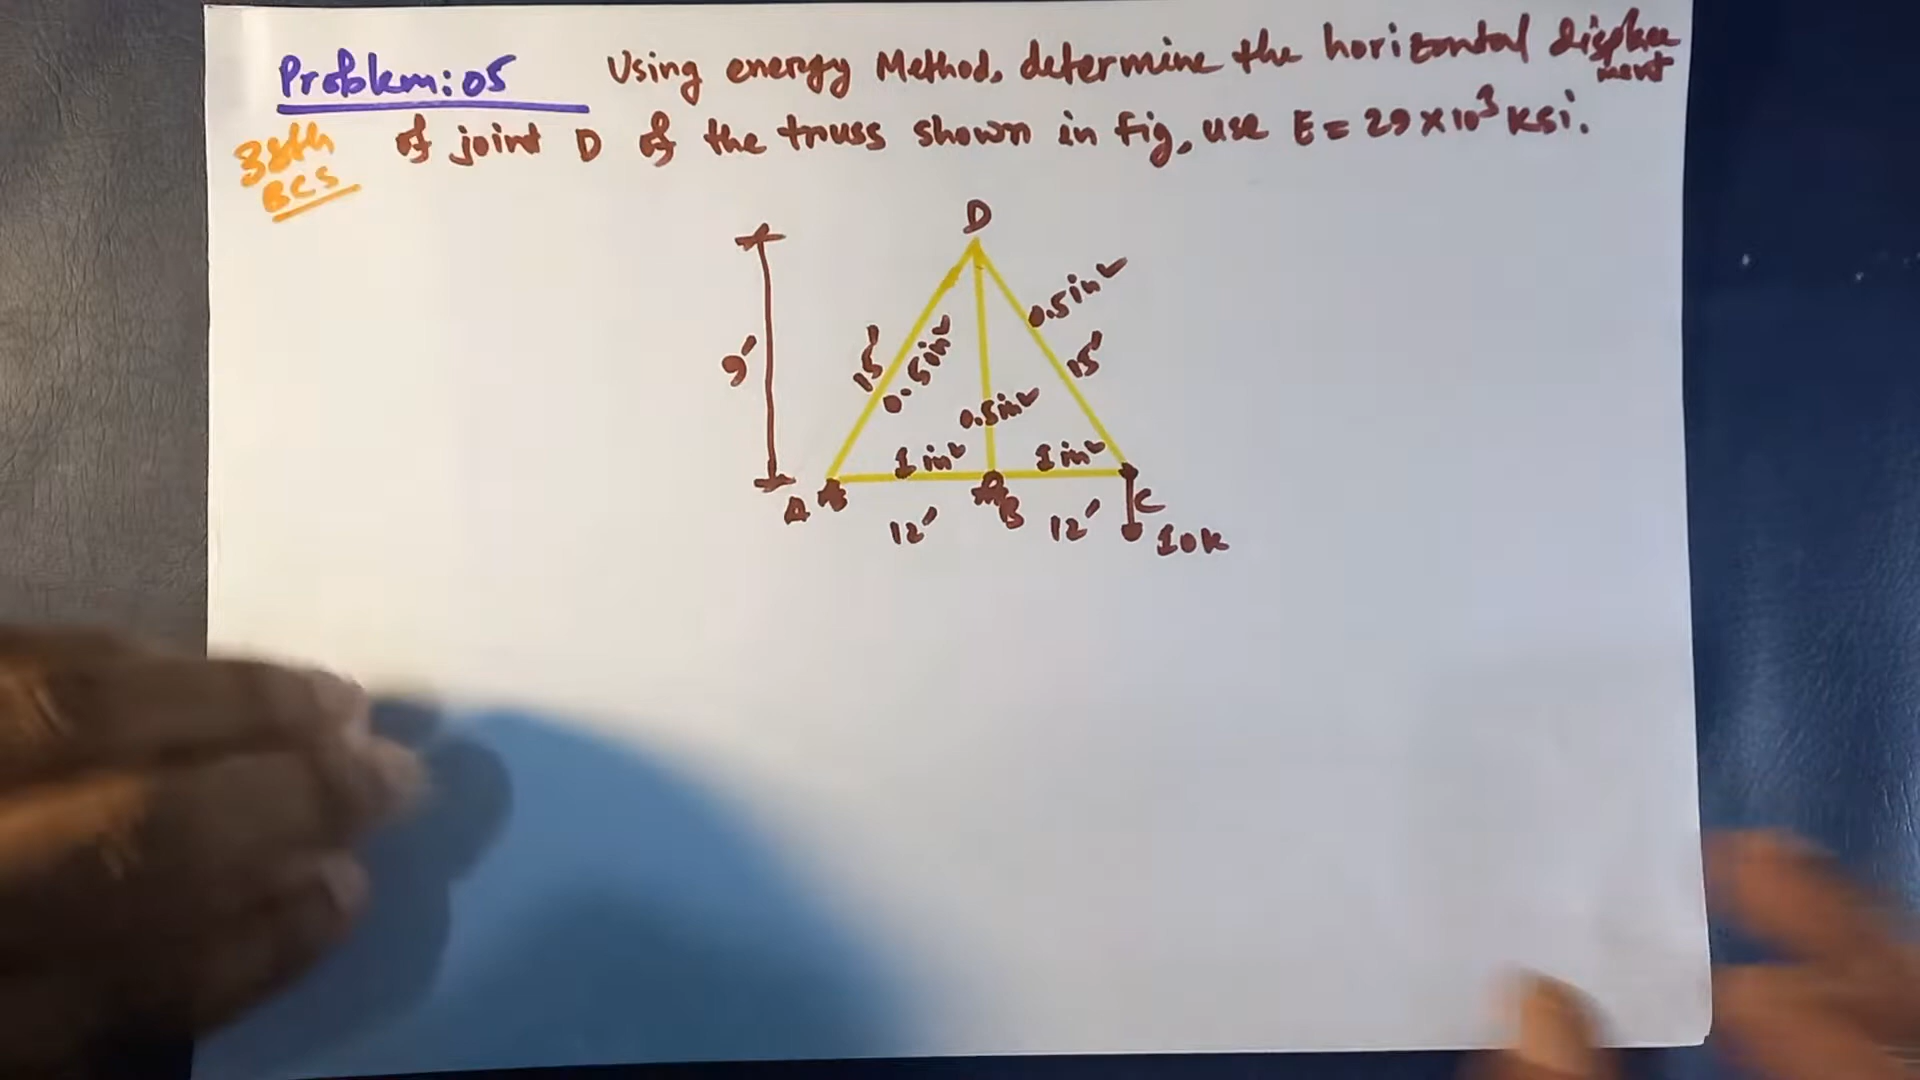 Problem: 05 Using energy Method, determine the horizontal displacement
38th BCS
of joint D of the truss shown in fig, use E = 29×10³ ksi.
D
0.5in²
9'
15'
0.5in²
15'
0.5in²
1in²
1in²
A
B
C
12'
12'
10k